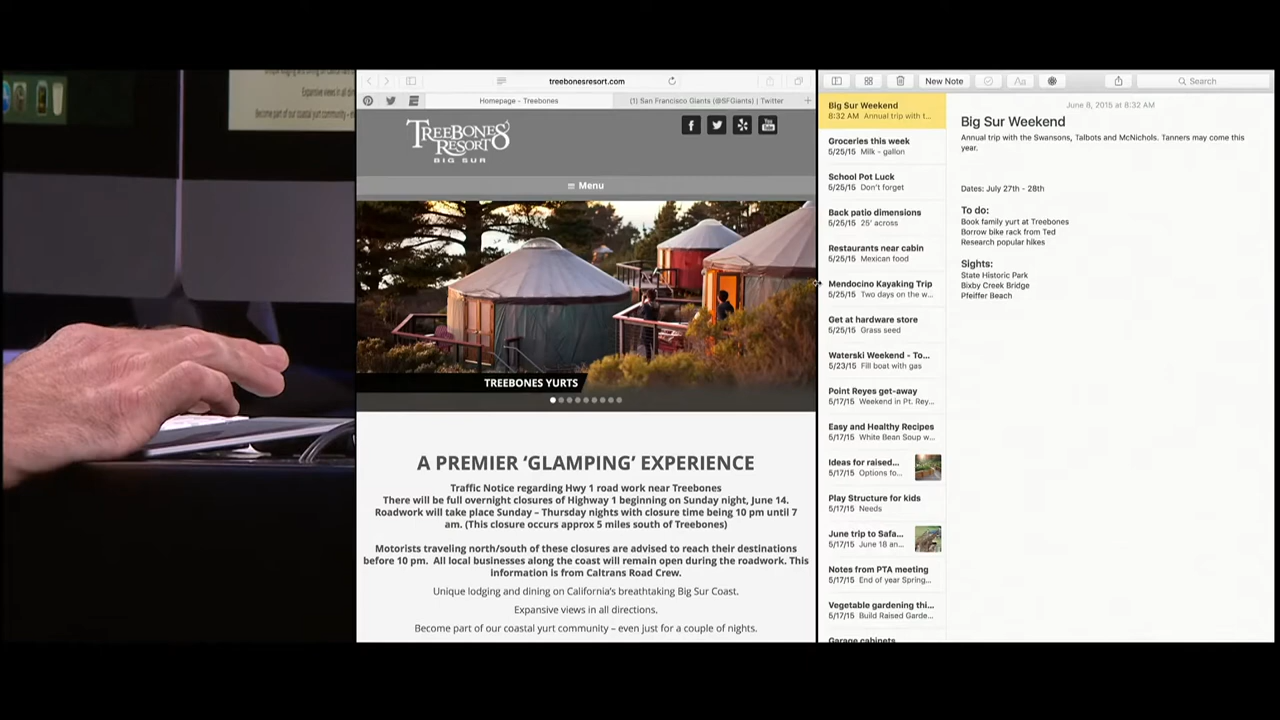 Expansive views in all directions.
treebonesresort.com
Homepage - Treebones
(1) San Francisco Giants (@SFGiants) | Twitter
TREEBONES
RESORT
BIG SUR
You
Tube
Menu
TREEBONES YURTS
A PREMIER ‘GLAMPING’ EXPERIENCE
Traffic Notice regarding Hwy 1 road work near Treebones
There will be full overnight closures of Highway 1 beginning on Sunday night, June 14.
Roadwork will take place Sunday – Thursday nights with closure time being 10 pm until 7
am. (This closure occurs approx 5 miles south of Treebones)
Motorists traveling north/south of these closures are advised to reach their destinations
before 10 pm. All local businesses along the coast will remain open during the roadwork. This
information is from Caltrans Road Crew.
Unique lodging and dining on California's breathtaking Big Sur Coast.
Expansive views in all directions.
Become part of our coastal yurt community – even just for a couple of nights.
New Note
Aa
Search
Big Sur Weekend
8:32 AM Annual trip with t...
Groceries this week
5/25/15 Milk - gallon
School Pot Luck
5/25/15 Don't forget
Back patio dimensions
5/25/15 25' across
Restaurants near cabin
5/25/15 Mexican food
Mendocino Kayaking Trip
5/25/15 Two days on the w...
Get at hardware store
5/25/15 Grass seed
Waterski Weekend - To...
5/23/15 Fill boat with gas
Point Reyes get-away
5/17/15 Weekend in Pt. Rey...
Easy and Healthy Recipes
5/17/15 White Bean Soup w...
Ideas for raised...
5/17/15 Options fo...
Play Structure for kids
5/17/15 Needs
June trip to Safa...
5/17/15 June 18 an...
Notes from PTA meeting
5/17/15 End of year Spring...
Vegetable gardening thi...
5/17/15 Build Raised Garde...
Garage cabinets
June 8, 2015 at 8:32 AM
Big Sur Weekend
Annual trip with the Swansons, Talbots and McNichols. Tanners may come this
year.
Dates: July 27th - 28th
To do:
Book family yurt at Treebones
Borrow bike rack from Ted
Research popular hikes
Sights:
State Historic Park
Bixby Creek Bridge
Pfeiffer Beach